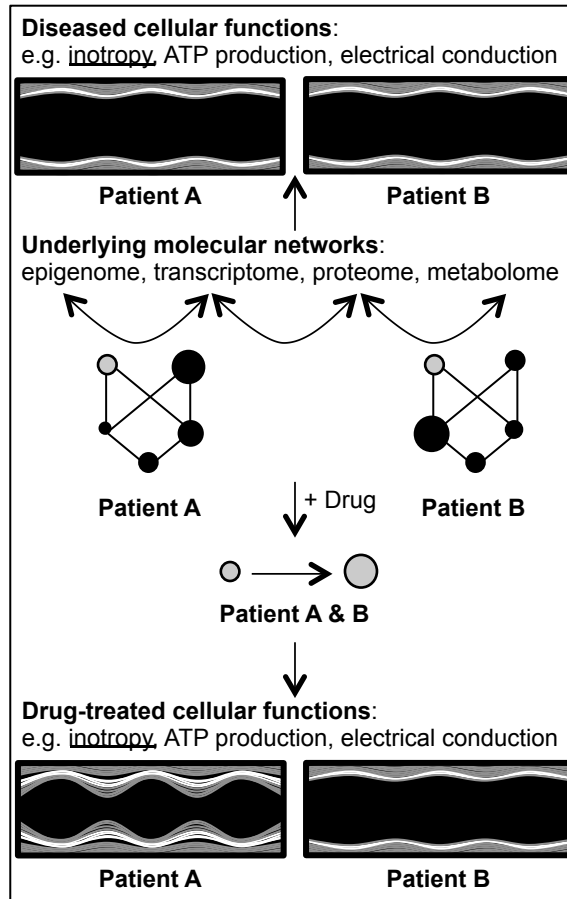 Diseased cellular functions:
e.g. inotropy, ATP production, electrical conduction
Patient A
Patient B
Underlying molecular networks:
epigenome, transcriptome, proteome, metabolome
Patient A
Patient B
+ Drug
Patient A & B
Drug-treated cellular functions:
e.g. inotropy, ATP production, electrical conduction
Patient A
Patient B